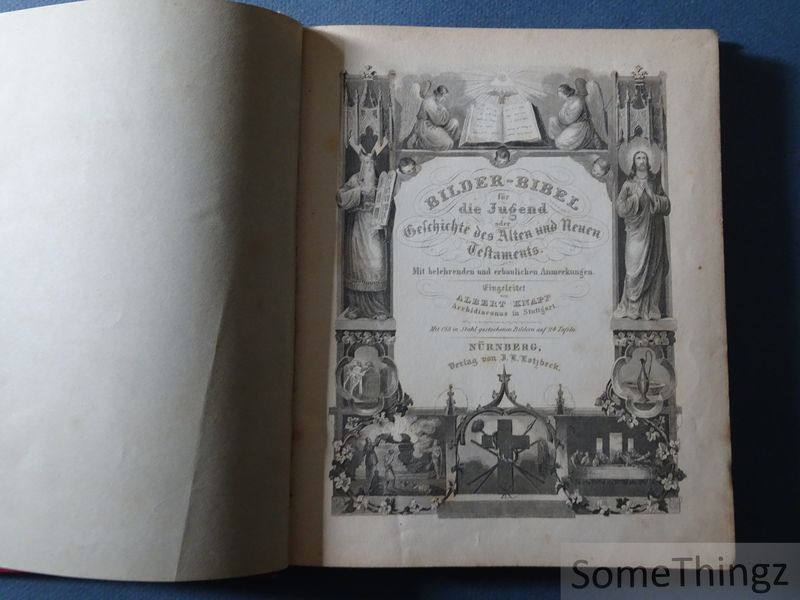 BILDER-BIBEL
für
die Jugend
oder
Geschichte des Alten und Neuen
Testaments.
Mit belehrenden und erbaulichen Anmerkungen.
Eingeleitet
von
ALBERT KNAPP
Archidiaconus in Stuttgart.
Mit 158 in Stahl gestochenen Bildern auf 24 Tafeln.
NÜRNBERG,
Verlag von J. L. Lotzbeck.
SomeThingz